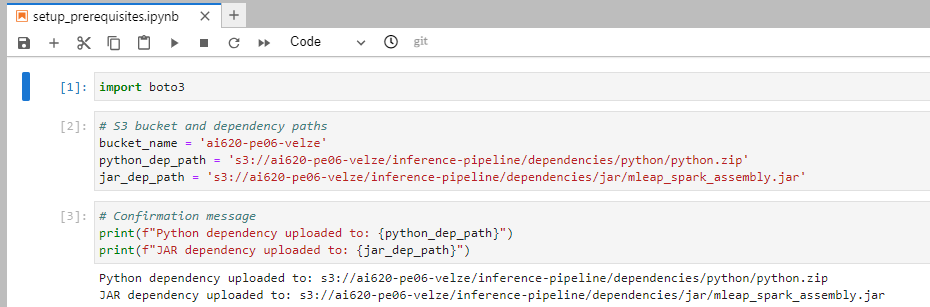 setup_prerequisites.ipynb
Code git
[1]: import boto3
[2]: # S3 bucket and dependency paths
bucket_name = 'ai620-pe06-velze'
python_dep_path = 's3://ai620-pe06-velze/inference-pipeline/dependencies/python/python.zip'
jar_dep_path = 's3://ai620-pe06-velze/inference-pipeline/dependencies/jar/mleap_spark_assembly.jar'
[3]: # Confirmation message
print(f"Python dependency uploaded to: {python_dep_path}")
print(f"JAR dependency uploaded to: {jar_dep_path}")
Python dependency uploaded to: s3://ai620-pe06-velze/inference-pipeline/dependencies/python/python.zip
JAR dependency uploaded to: s3://ai620-pe06-velze/inference-pipeline/dependencies/jar/mleap_spark_assembly.jar